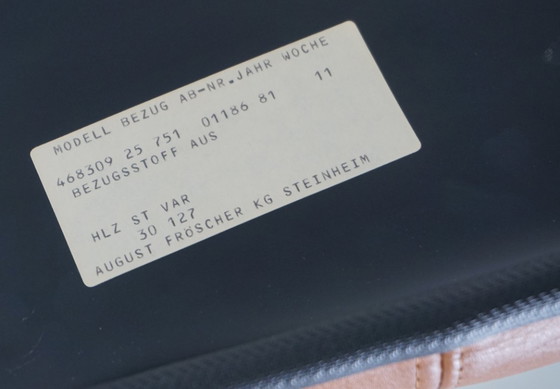 MODELL BEZUG AB-NR.JAHR WOCHE
468309 25 751 01186 81 11
BEZUGSSTOFF AUS
HLZ ST VAR
30 127
AUGUST FRÖSCHER KG STEINHEIM